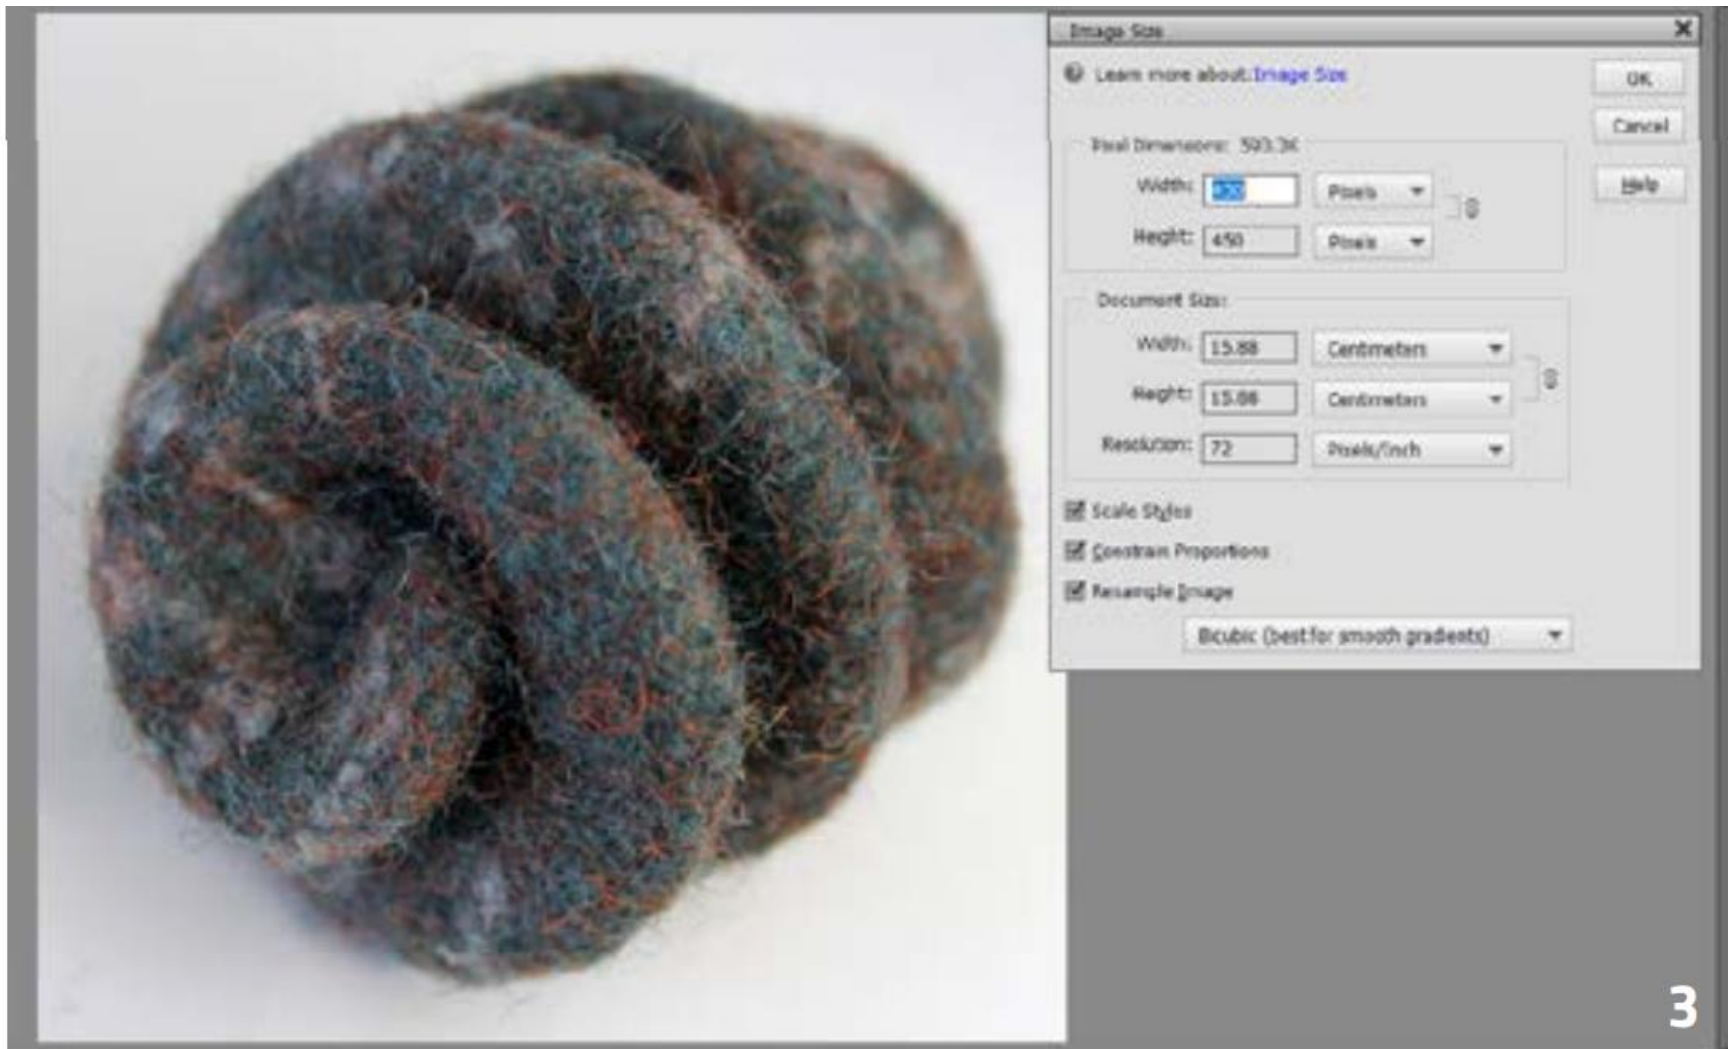 Image Size
Learn more about: Image Size
OK
Cancel
Help
Pixel Dimensions: 593.3K
Width: Pixels
Height: 450 Pixels
Document Size:
Width: 15.88 Centimeters
Height: 15.88 Centimeters
Resolution: 72 Pixels/Inch
Scale Styles
Constrain Proportions
Resample Image
Bicubic (best for smooth gradients)
3